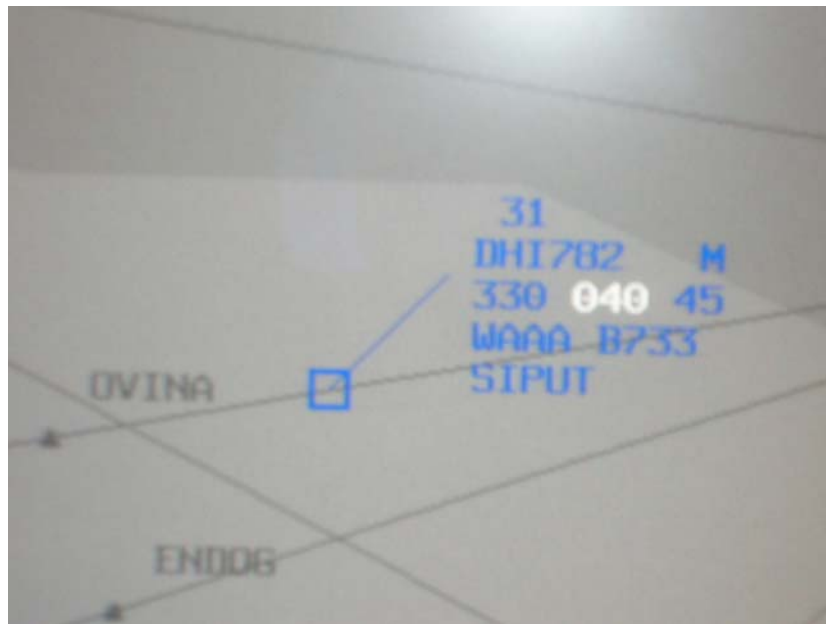 31
DHI782 M
330 040 45
WAAA B733
SIPUT
OVINA
ENDOG